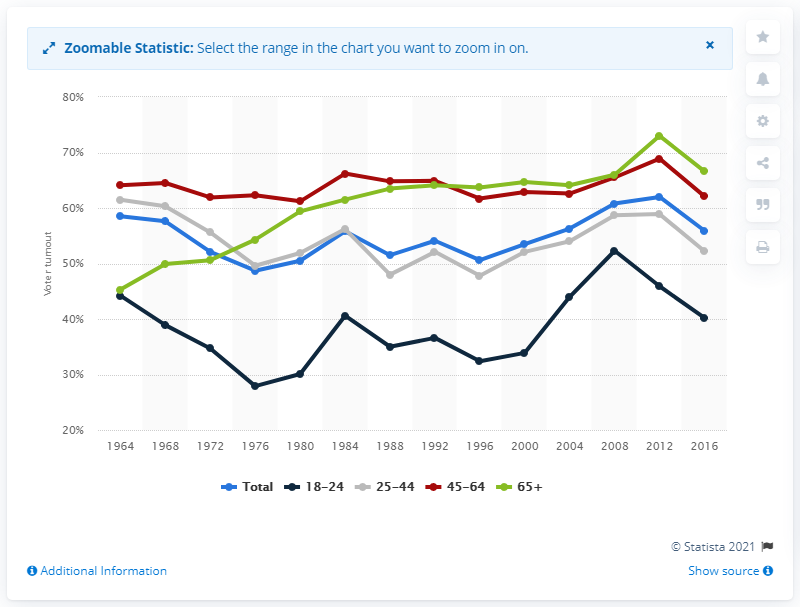 Zoomable Statistic: Select the range in the chart you want to zoom in on.
80%
70%
60%
50%
40%
30%
20%
Voter turnout
1964 1968 1972 1976 1980 1984 1988 1992 1996 2000 2004 2008 2012 2016
Total 18–24 25–44 45–64 65+
© Statista 2021
Additional Information Show source